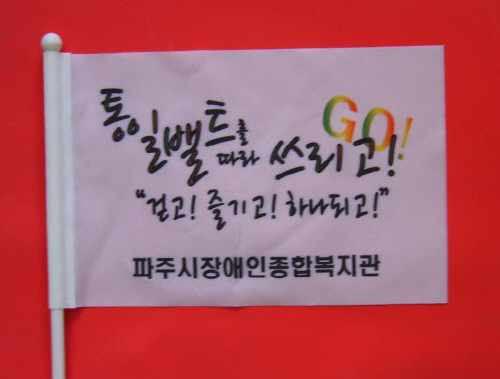 통일밸트를 따라 쓰리 고! GO!
"걷고! 즐기고! 하나되고!"
파주시장애인종합복지관